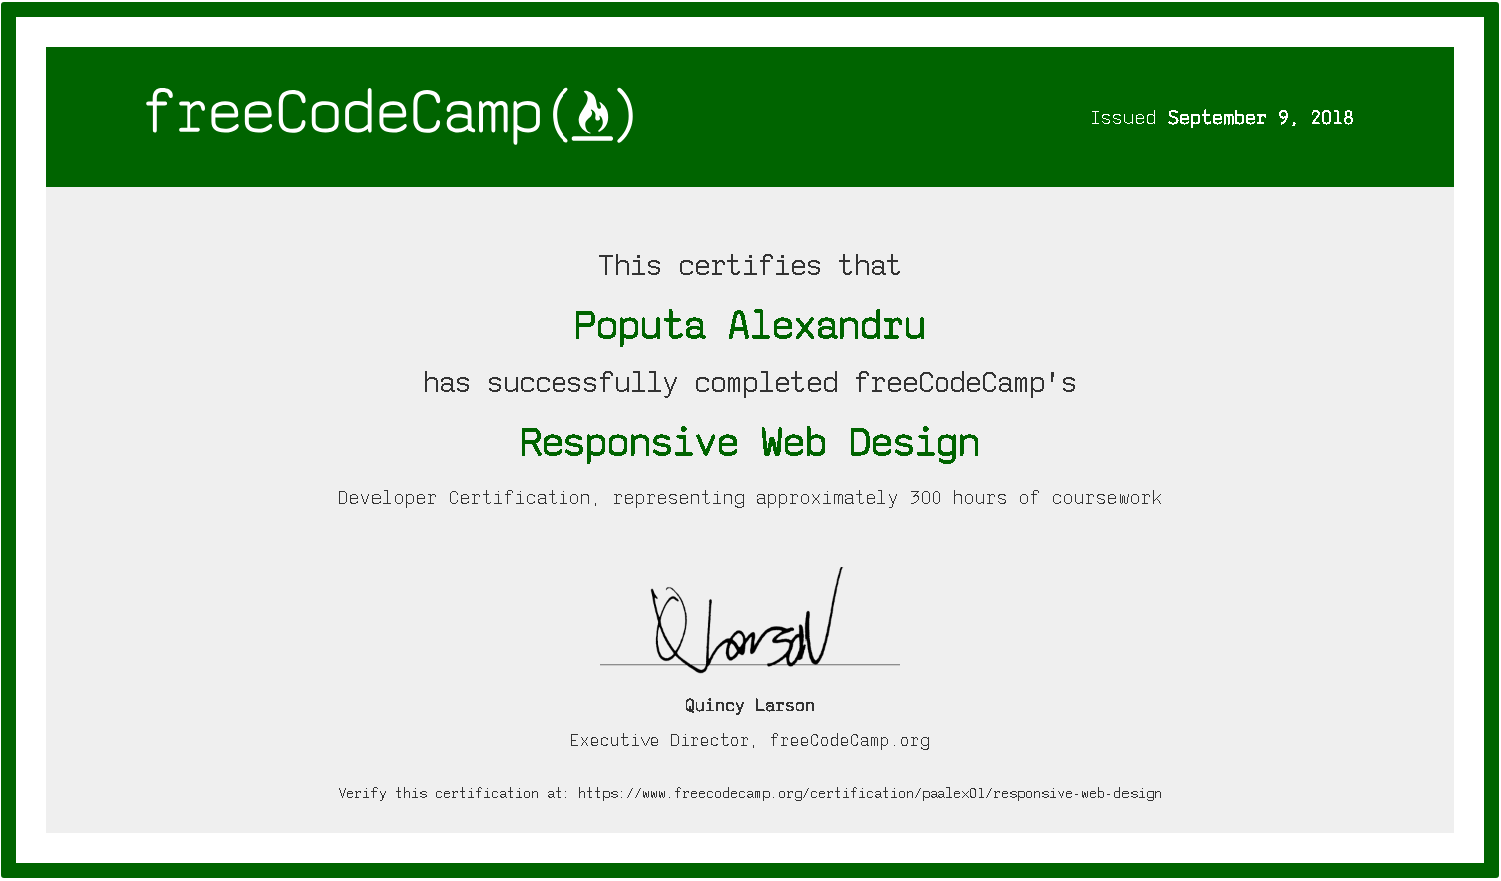 freeCodeCamp()
Issued September 9, 2018
This certifies that
Poputa Alexandru
has successfully completed freeCodeCamp's
Responsive Web Design
Developer Certification, representing approximately 300 hours of coursework
Q Larson
Quincy Larson
Executive Director, freeCodeCamp.org
Verify this certification at: https://www.freecodecamp.org/certification/paalex01/responsive-web-design